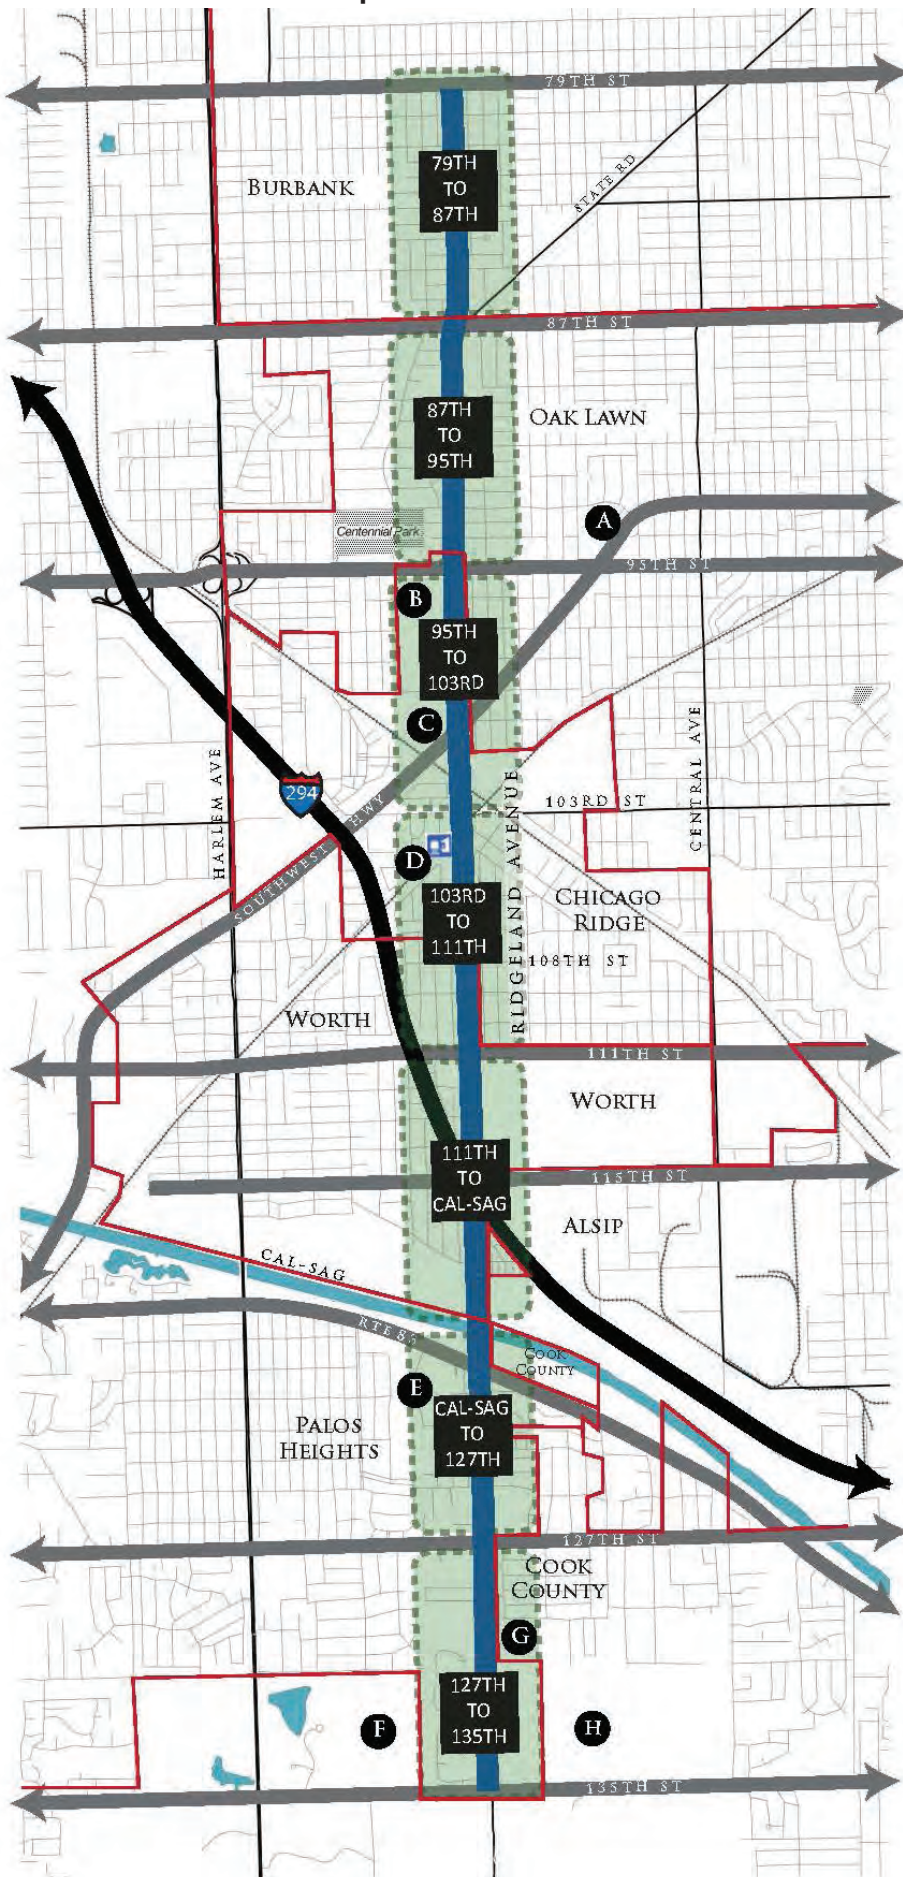 79TH ST
79TH
TO
87TH
BURBANK
STATE RD
87TH ST
87TH
TO
95TH
OAK LAWN
A
Centennial Park
95TH ST
B
95TH
TO
103RD
C
HARLEM AVE
294
SOUTHWEST HWY
RIDGELAND AVENUE
103RD ST
CENTRAL AVE
D
103RD
TO
111TH
CHICAGO
RIDGE
108TH ST
WORTH
111TH ST
WORTH
111TH
TO
CAL-SAG
115TH ST
ALSIP
CAL-SAG
RTE 83
COOK
COUNTY
E
CAL-SAG
TO
127TH
PALOS
HEIGHTS
127TH ST
COOK
COUNTY
G
127TH
TO
135TH
F
H
135TH ST